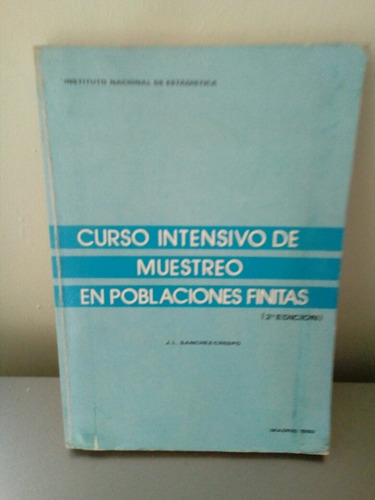 INSTITUTO NACIONAL DE ESTADISTICA
CURSO INTENSIVO DE
MUESTREO
EN POBLACIONES FINITAS
(2ª EDICION)
J. L. SANCHEZ-CRESPO
MADRID